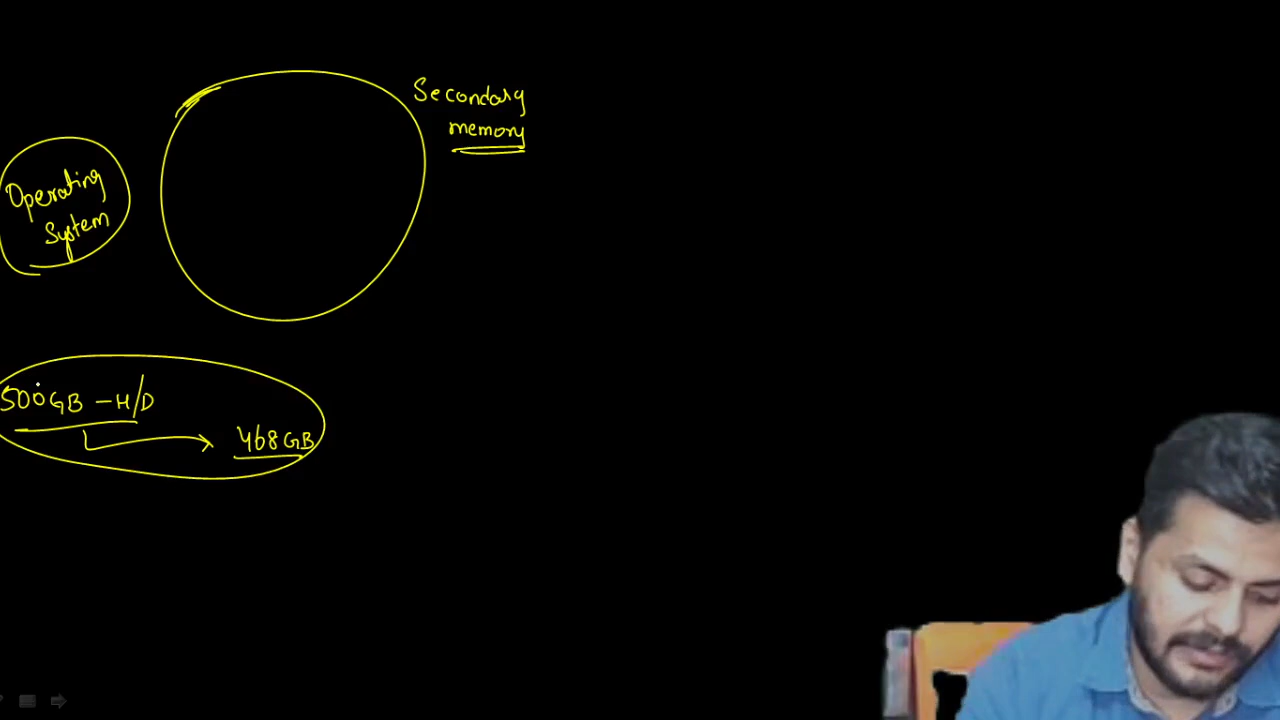 Secondary
memory
Operating
System
500GB - H/D
468GB